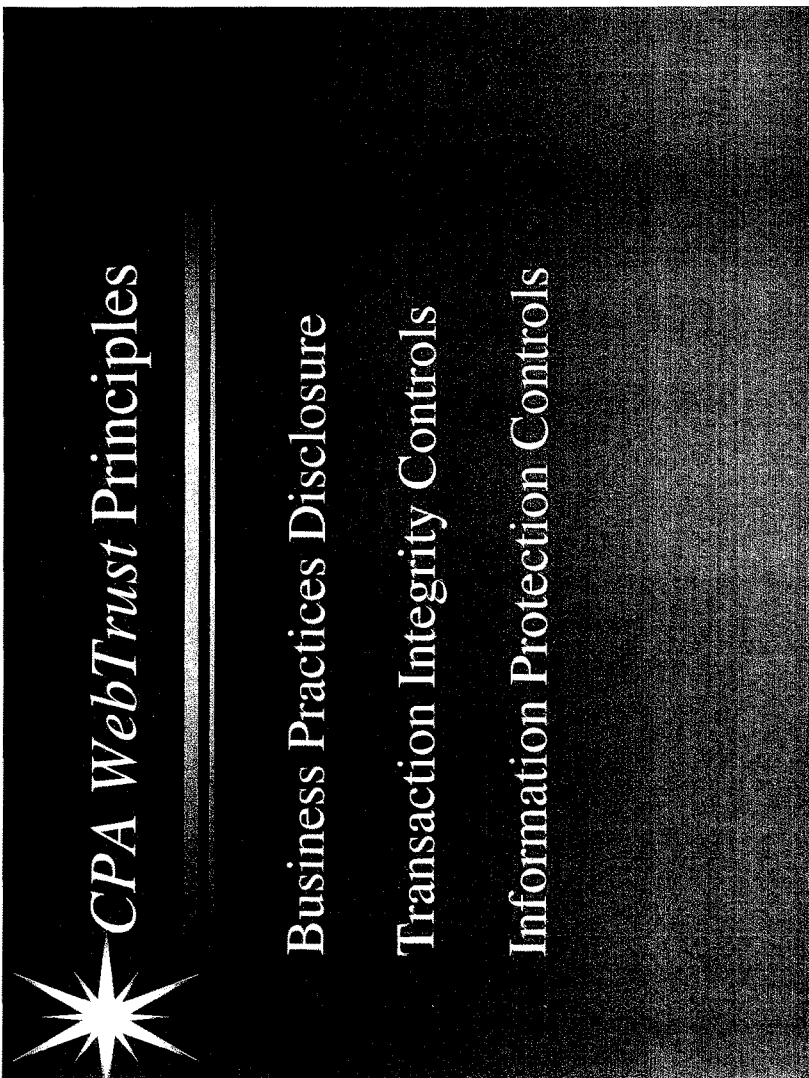 CPA WebTrust Principles
Business Practices Disclosure
Transaction Integrity Controls
Information Protection Controls